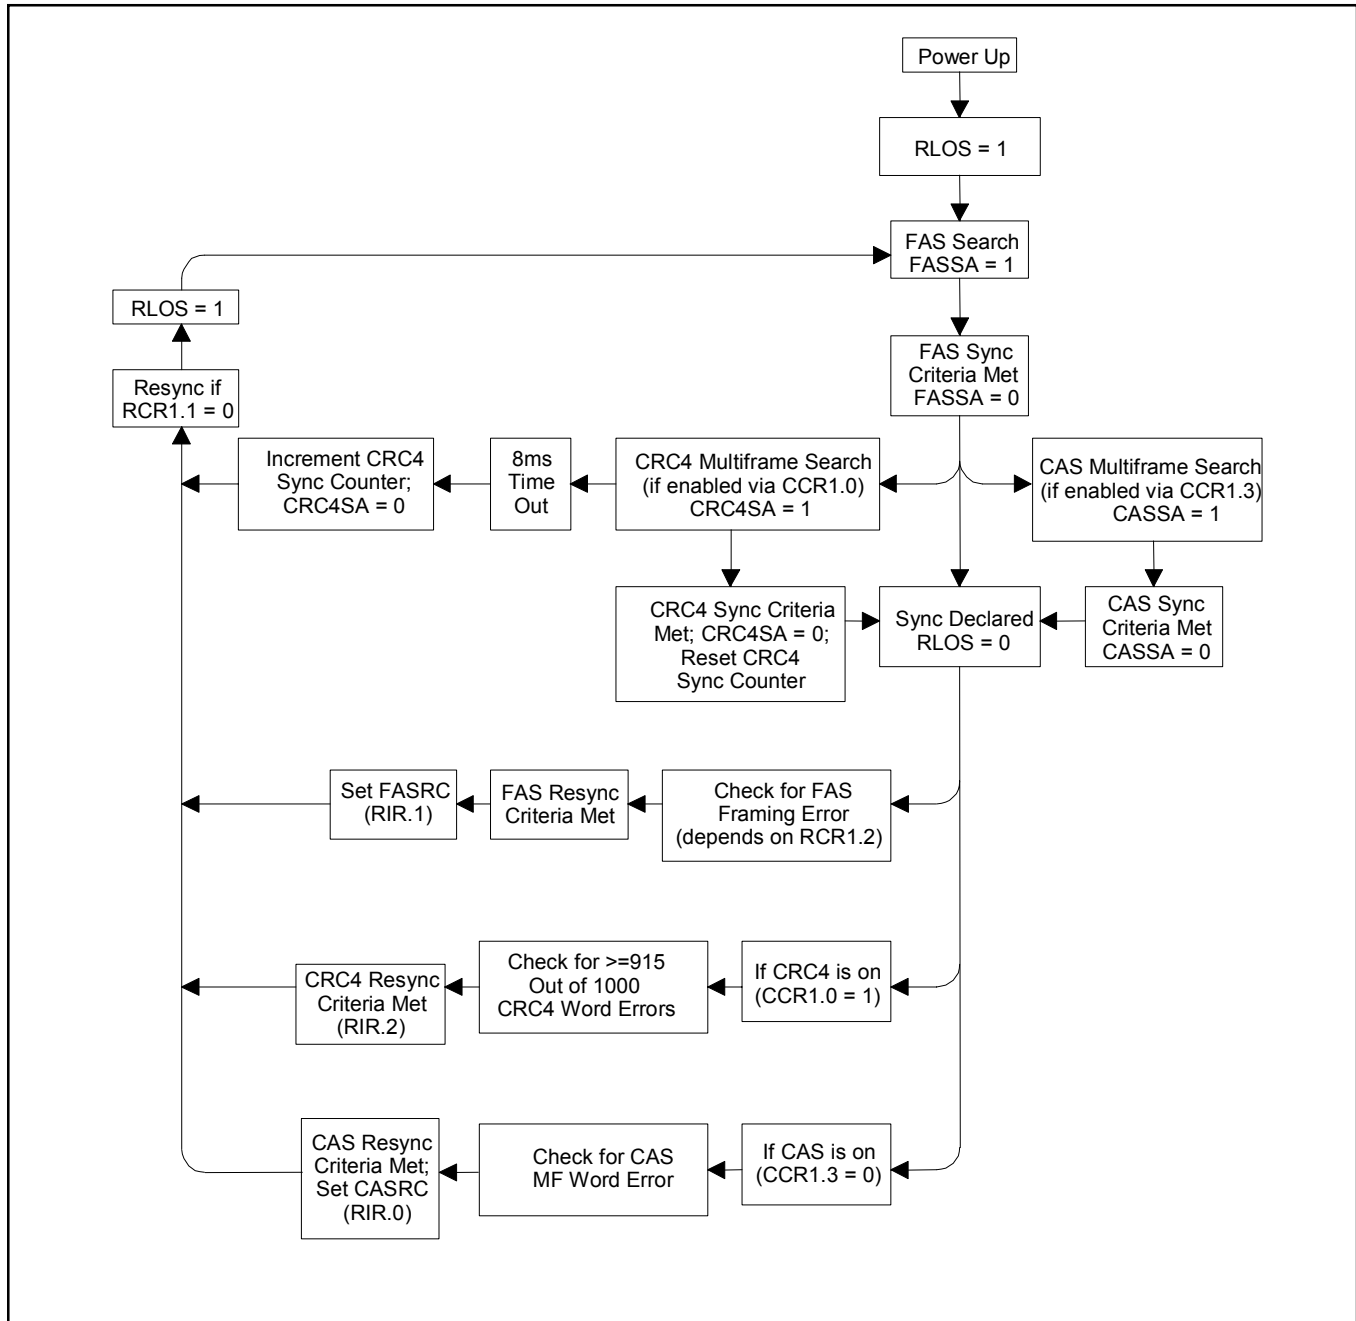 Power Up
RLOS = 1
FAS Search
FASSA = 1
RLOS = 1
FAS Sync
Criteria Met
FASSA = 0
Resync if
RCR1.1 = 0
Increment CRC4
Sync Counter;
CRC4SA = 0
8ms
Time
Out
CRC4 Multiframe Search
(if enabled via CCR1.0)
CRC4SA = 1
CAS Multiframe Search
(if enabled via CCR1.3)
CASSA = 1
CRC4 Sync Criteria
Met; CRC4SA = 0;
Reset CRC4
Sync Counter
Sync Declared
RLOS = 0
CAS Sync
Criteria Met
CASSA = 0
Set FASRC
(RIR.1)
FAS Resync
Criteria Met
Check for FAS
Framing Error
(depends on RCR1.2)
CRC4 Resync
Criteria Met
(RIR.2)
Check for >=915
Out of 1000
CRC4 Word Errors
If CRC4 is on
(CCR1.0 = 1)
CAS Resync
Criteria Met;
Set CASRC
(RIR.0)
Check for CAS
MF Word Error
If CAS is on
(CCR1.3 = 0)